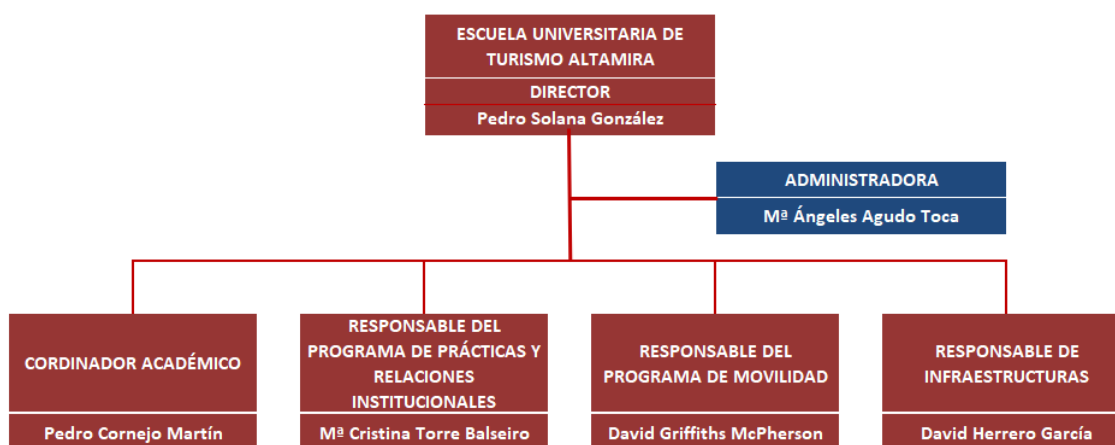 ESCUELA UNIVERSITARIA DE
TURISMO ALTAMIRA
DIRECTOR
Pedro Solana González
ADMINISTRADORA
Mª Ángeles Agudo Toca
CORDINADOR ACADÉMICO
Pedro Cornejo Martín
RESPONSABLE DEL
PROGRAMA DE PRÁCTICAS Y
RELACIONES
INSTITUCIONALES
Mª Cristina Torre Balseiro
RESPONSABLE DEL
PROGRAMA DE MOVILIDAD
David Griffiths McPherson
RESPONSABLE DE
INFRAESTRUCTURAS
David Herrero García